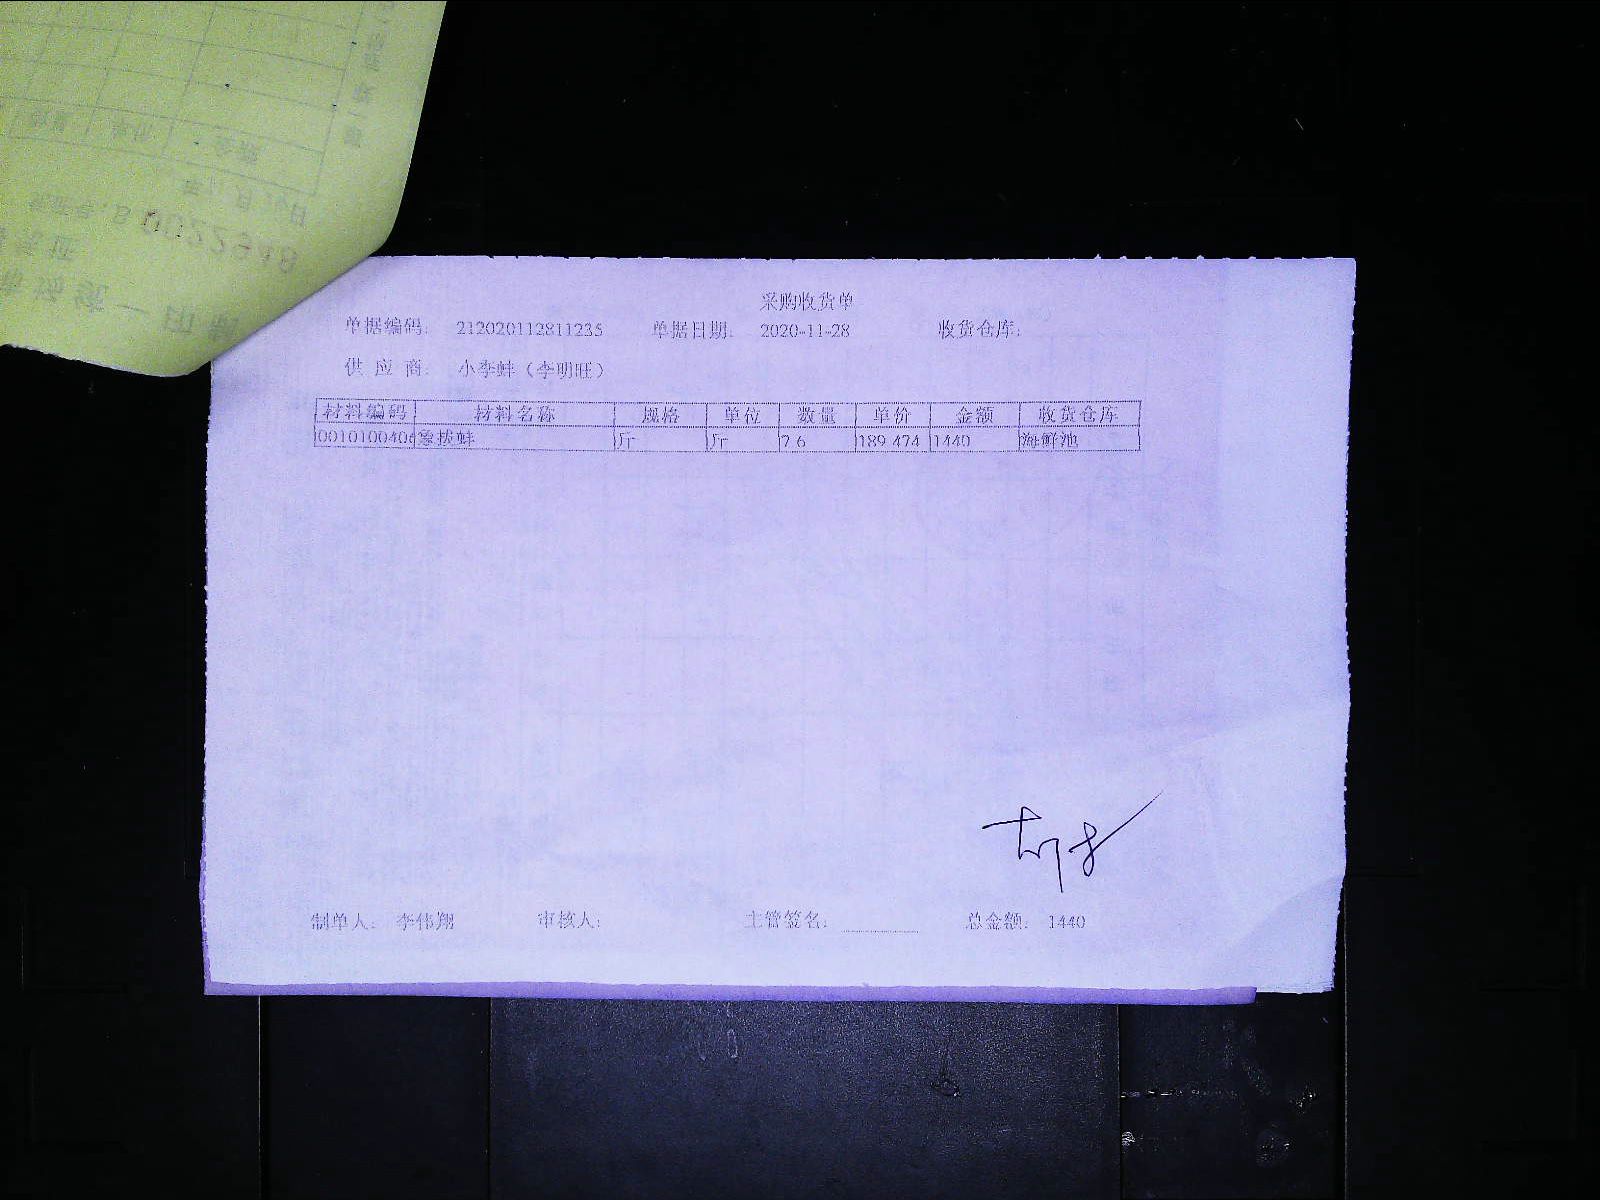 采购收货单
单据编码: 212020112811235 单据日期: 2020-11-28 收货仓库:
供应商: 小李蚌（李明旺）
材料编码 材料名称 规格 单位 数量 单价 金额 收货仓库
0010100406 象拔蚌 斤 斤 7.6 189.474 1440 海鲜池
制单人: 李伟翔 审核人: 主管签名: 总金额: 1440